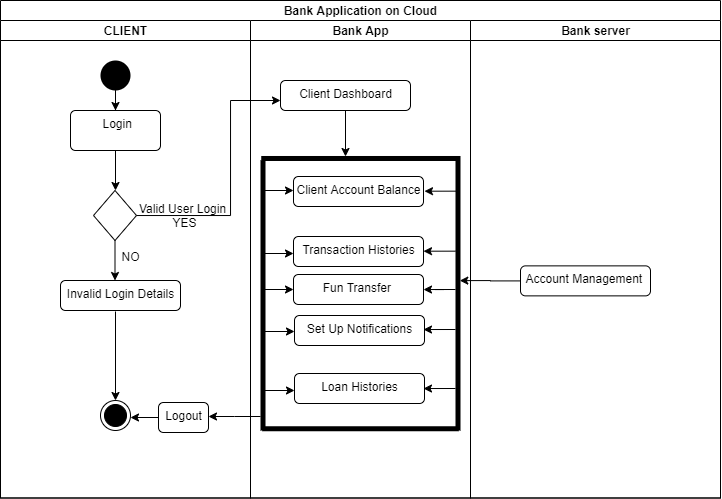 Bank Application on Cloud
CLIENT
Bank App
Bank server
Login
Client Dashboard
Valid User Login
YES
NO
Invalid Login Details
Client Account Balance
Transaction Histories
Fun Transfer
Set Up Notifications
Loan Histories
Account Management
Logout